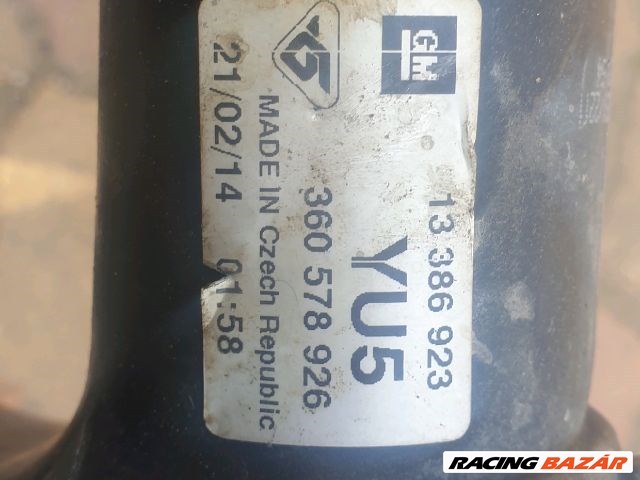 GM
13 386 923
YU5
360 578 926
MADE IN Czech Republic
21/02/14 01:58
RACING BAZÁR